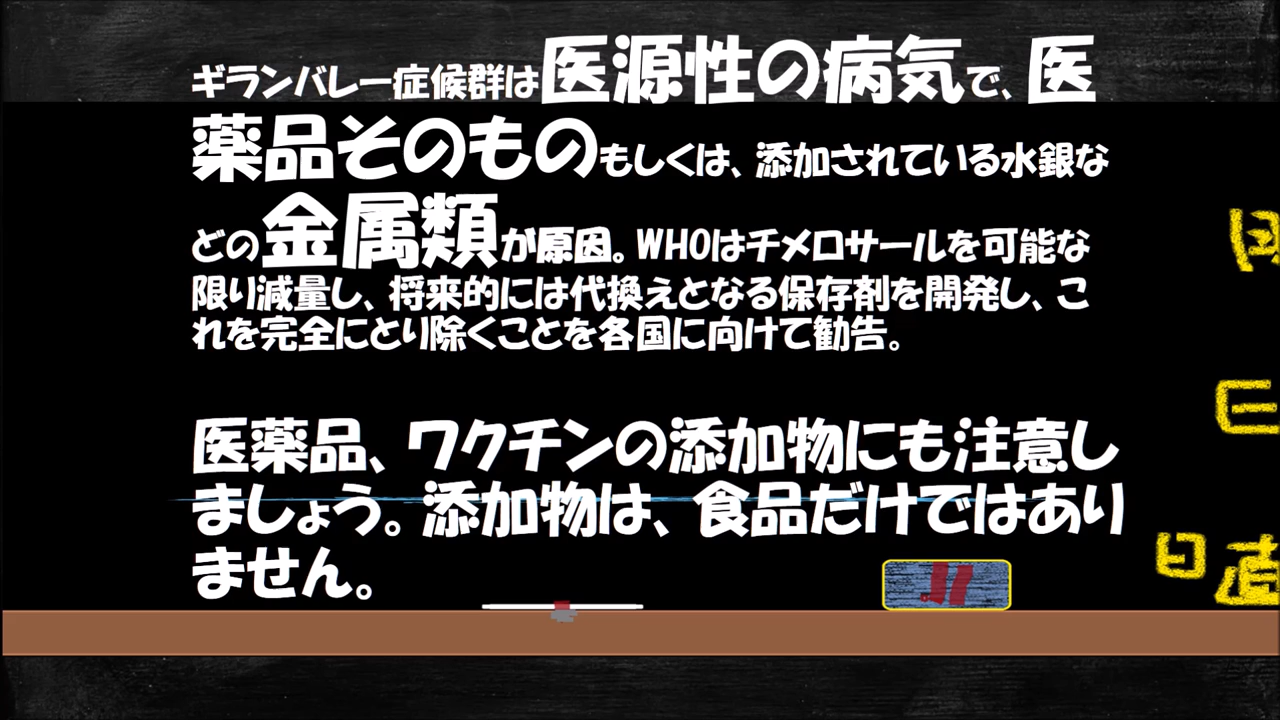 ギランバレー症候群は医源性の病気で、医
薬品そのものもしくは、添加されている水銀な
どの金属類が原因。WHOはチメロサールを可能な
限り減量し、将来的には代換えとなる保存剤を開発し、こ
れを完全にとり除くことを各国に向けて勧告。
医薬品、ワクチンの添加物にも注意し
ましょう。添加物は、食品だけではあり
ません。
日
日直